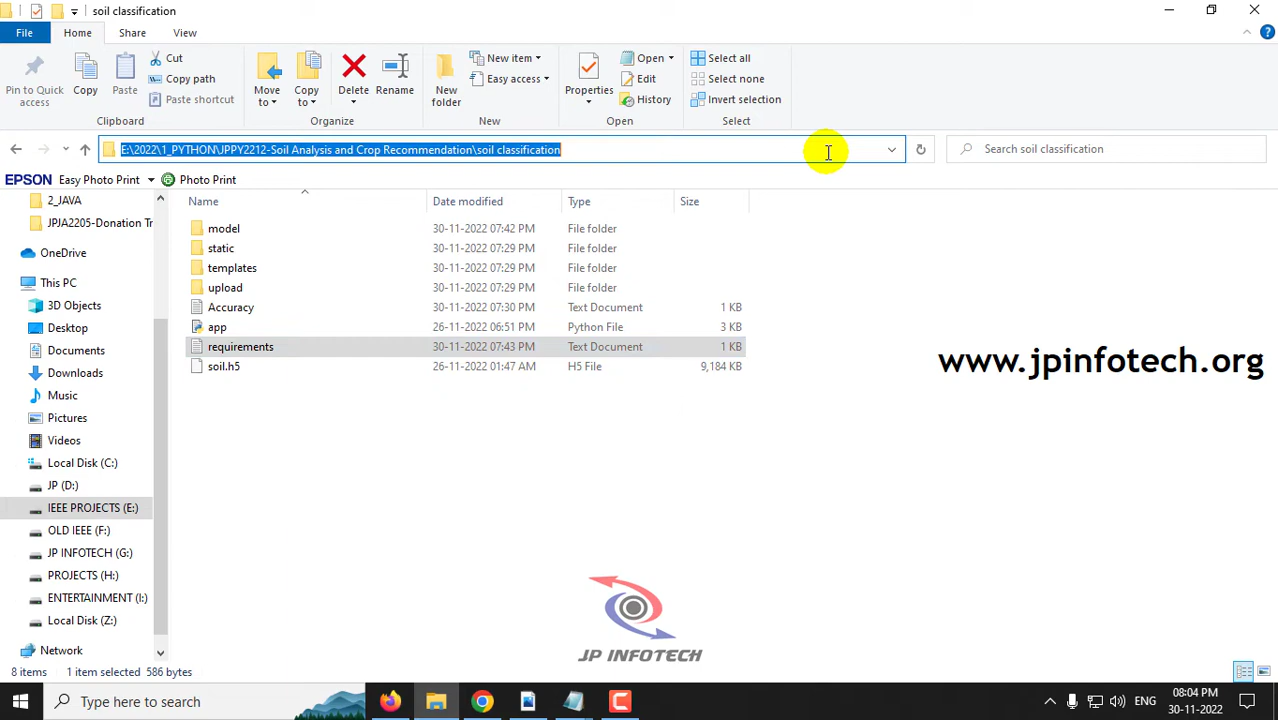 soil classification
File Home Share View
Pin to Quick access
Copy
Paste
Cut
Copy path
Paste shortcut
Clipboard
Move to
Copy to
Delete
Rename
Organize
New folder
New item
Easy access
New
Properties
Open
Edit
History
Open
Select all
Select none
Invert selection
Select
E:\2022\1_PYTHON\JPPY2212-Soil Analysis and Crop Recommendation\soil classification
Search soil classification
EPSON Easy Photo Print Photo Print
2_JAVA
JPJA2205-Donation Tr
OneDrive
This PC
3D Objects
Desktop
Documents
Downloads
Music
Pictures
Videos
Local Disk (C:)
JP (D:)
IEEE PROJECTS (E:)
OLD IEEE (F:)
JP INFOTECH (G:)
PROJECTS (H:)
ENTERTAINMENT (I:)
Local Disk (Z:)
Network
Name Date modified Type Size
model 30-11-2022 07:42 PM File folder
static 30-11-2022 07:29 PM File folder
templates 30-11-2022 07:29 PM File folder
upload 30-11-2022 07:29 PM File folder
Accuracy 30-11-2022 07:30 PM Text Document 1 KB
app 26-11-2022 06:51 PM Python File 3 KB
requirements 30-11-2022 07:43 PM Text Document 1 KB
soil.h5 26-11-2022 01:47 AM H5 File 9,184 KB
www.jpinfotech.org
JP INFOTECH
8 items 1 item selected 586 bytes
Type here to search
ENG
08:04 PM
30-11-2022